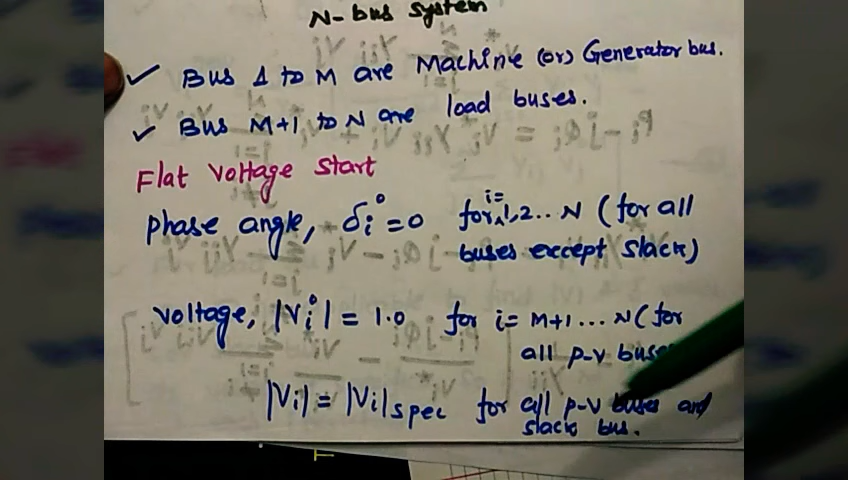 N-bus system
✓ Bus 1 to M are Machine (or) Generator bus.
✓ Bus M+1 to N are load buses.
Flat Voltage Start
phase angle, δi° = 0 for i= 1,2.. N (for all
buses except slack)
Voltage, |Vi°| = 1.0 for i= M+1 ... N (for
all P-V buses
|Vi| = |Vi|spec for all P-V buses and
slack bus.